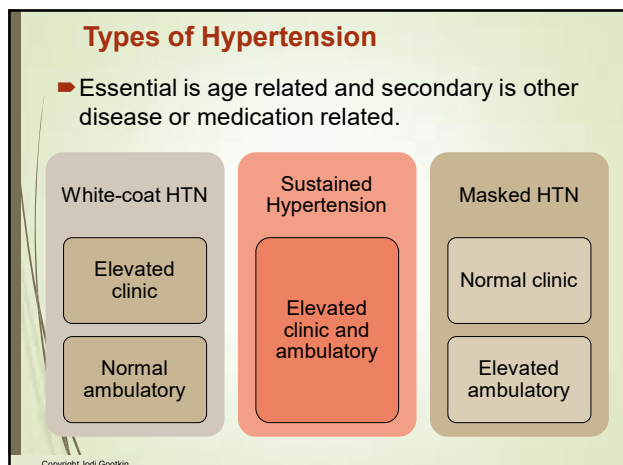 Types of Hypertension
Essential is age related and secondary is other
disease or medication related.
White-coat HTN
Elevated
clinic
Normal
ambulatory
Sustained
Hypertension
Elevated
clinic and
ambulatory
Masked HTN
Normal clinic
Elevated
ambulatory
Copyright Jodi Gootkin